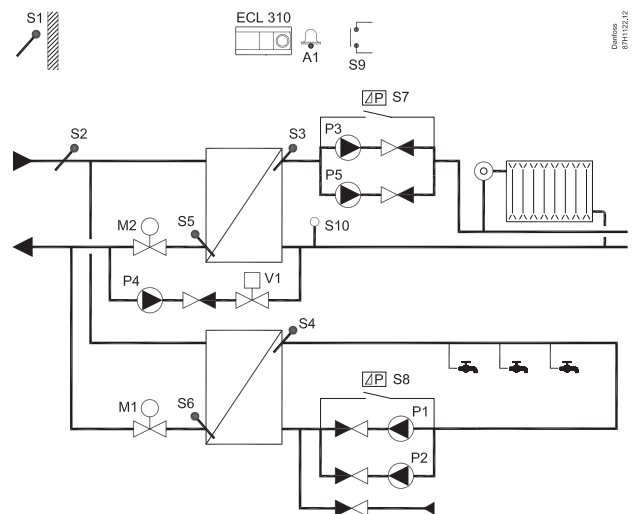 S1
ECL 310
A1
S9
Danfoss
87H1122.12
S2
S3
P S7
P3
P5
M2
S5
S10
P4
V1
S4
M1
S6
P S8
P1
P2